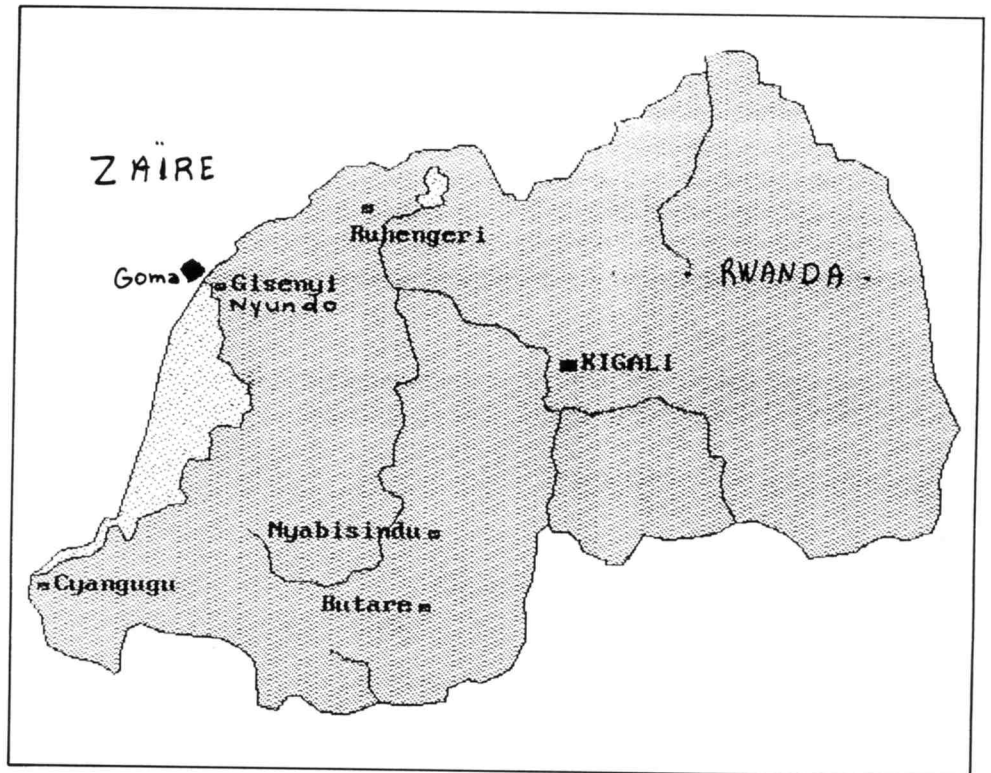 ZAÏRE
Ruhengeri
Goma
Gisenyi
Nyundo
RWANDA
KIGALI
Nyabisindu
Cyangugu
Butare